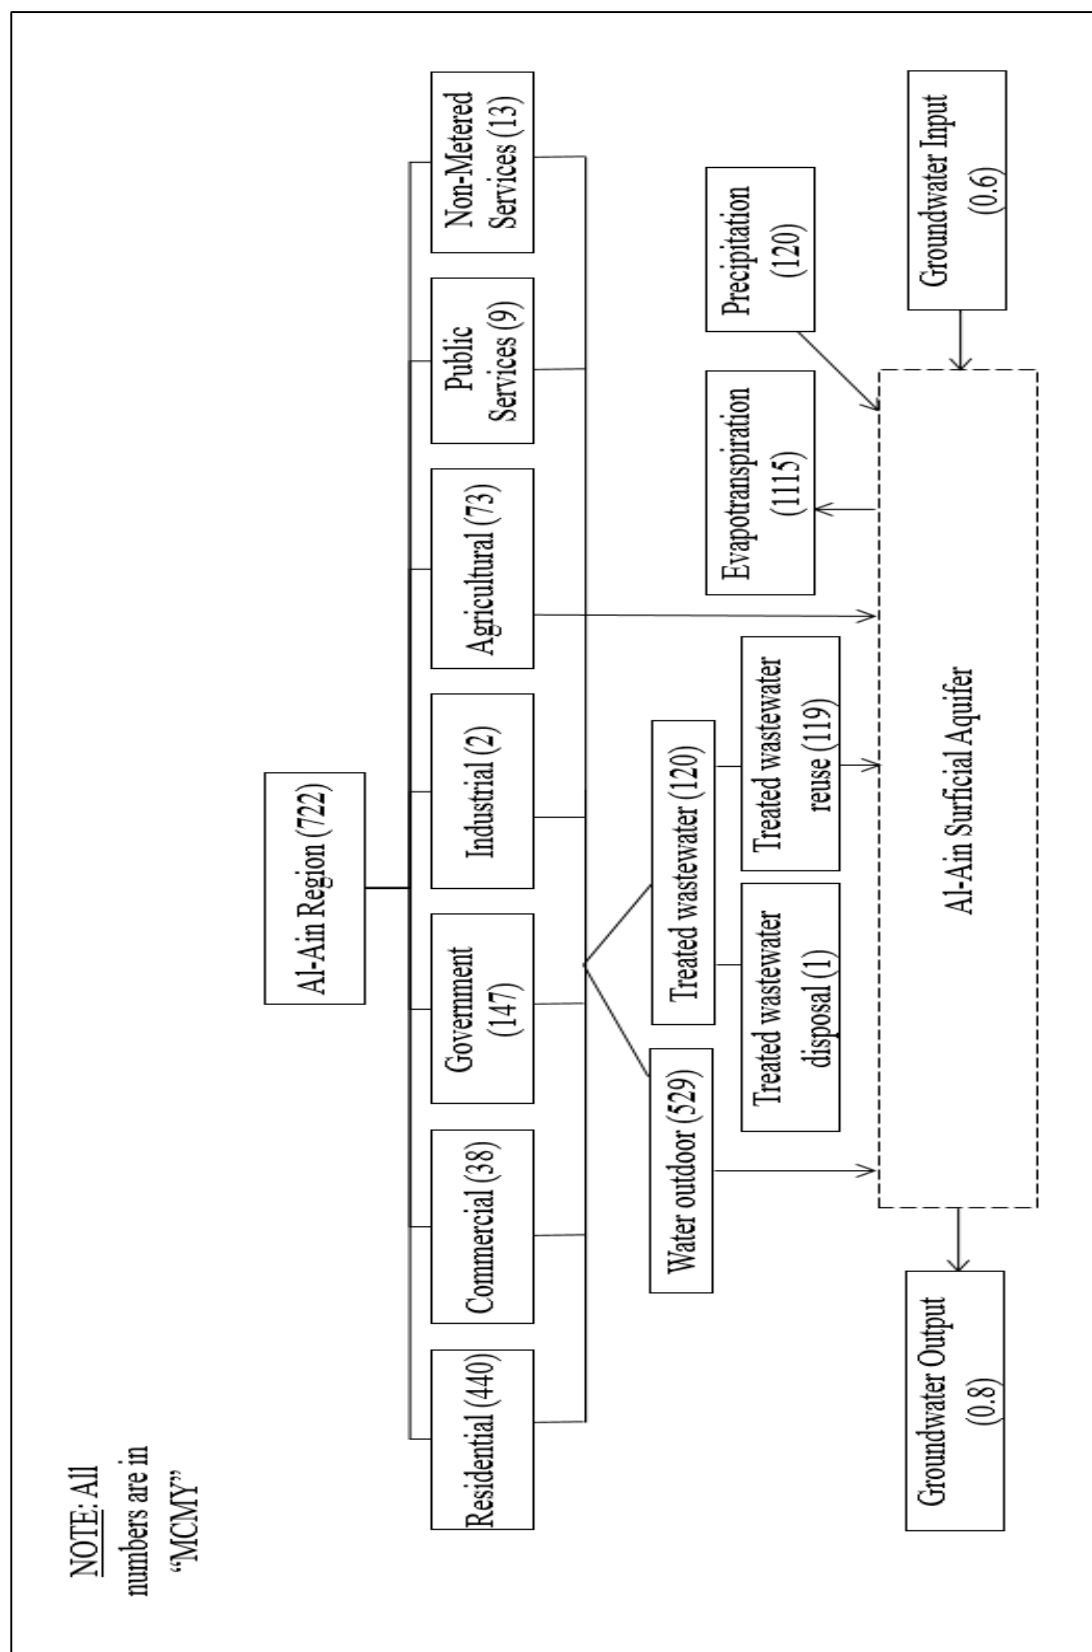 NOTE: All
numbers are in
“MCMY”
Al-Ain Region (722)
Residential (440)
Commercial (38)
Government
(147)
Industrial (2)
Agricultural (73)
Public
Services (9)
Non-Metered
Services (13)
Water outdoor (529)
Treated wastewater (120)
Treated wastewater
disposal (1)
Treated wastewater
reuse (119)
Evapotranspiration
(1115)
Precipitation
(120)
Groundwater Output
(0.8)
Al-Ain Surficial Aquifer
Groundwater Input
(0.6)